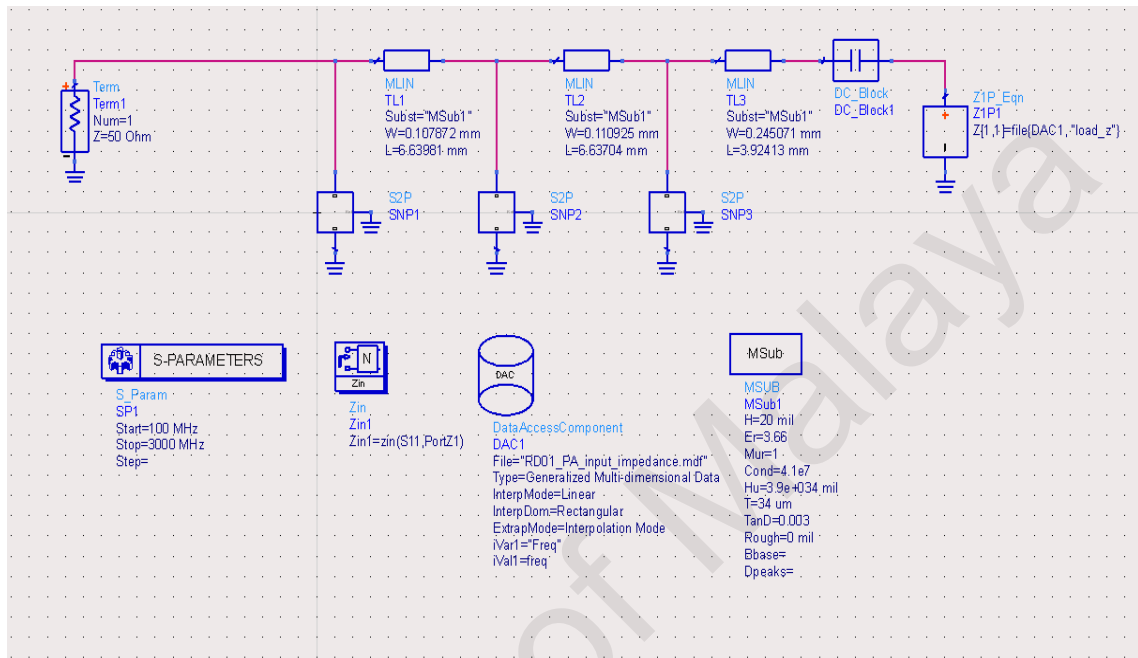 Term
Term1
Num=1
Z=50 Ohm
MLIN
TL1
Subst="MSub1"
W=0.107872 mm
L=6.63981 mm
MLIN
TL2
Subst="MSub1"
W=0.110925 mm
L=6.63704 mm
MLIN
TL3
Subst="MSub1"
W=0.245071 mm
L=3.92413 mm
DC_Block
DC_Block1
Z1P_Eqn
Z1P1
Z[1,1]=file{DAC1, "load_z"}
S2P
SNP1
S2P
SNP2
S2P
SNP3
S-PARAMETERS
S_Param
SP1
Start=100 MHz
Stop=3000 MHz
Step=
N
Zin
Zin
Zin1
Zin1=zin(S11,PortZ1)
DAC
DataAccessComponent
DAC1
File="RD01_PA_input_impedance.mdf"
Type=Generalized Multi-dimensional Data
InterpMode=Linear
InterpDom=Rectangular
ExtrapMode=Interpolation Mode
iVar1="Freq"
iVal1=freq
MSub
MSUB
MSub1
H=20 mil
Er=3.66
Mur=1
Cond=4.1e7
Hu=3.9e+034 mil
T=34 um
TanD=0.003
Rough=0 mil
Bbase=
Dpeaks=
of Malaya